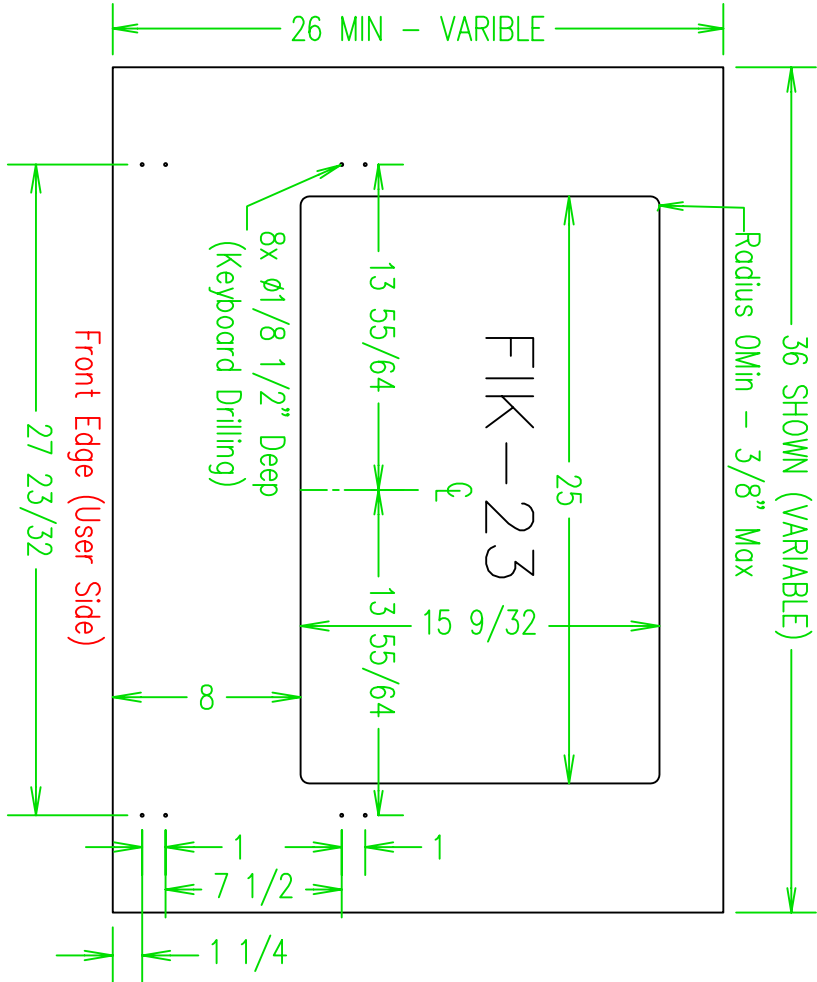 26 MIN - VARIBLE
36 SHOWN (VARIABLE)
Radius 0Min - 3/8" Max
25
FIK-23
15 9/32
13 55/64
CL
13 55/64
8x ø1/8 1/2" Deep
(Keyboard Drilling)
8
Front Edge (User Side)
27 23/32
1
1
7 1/2
1 1/4